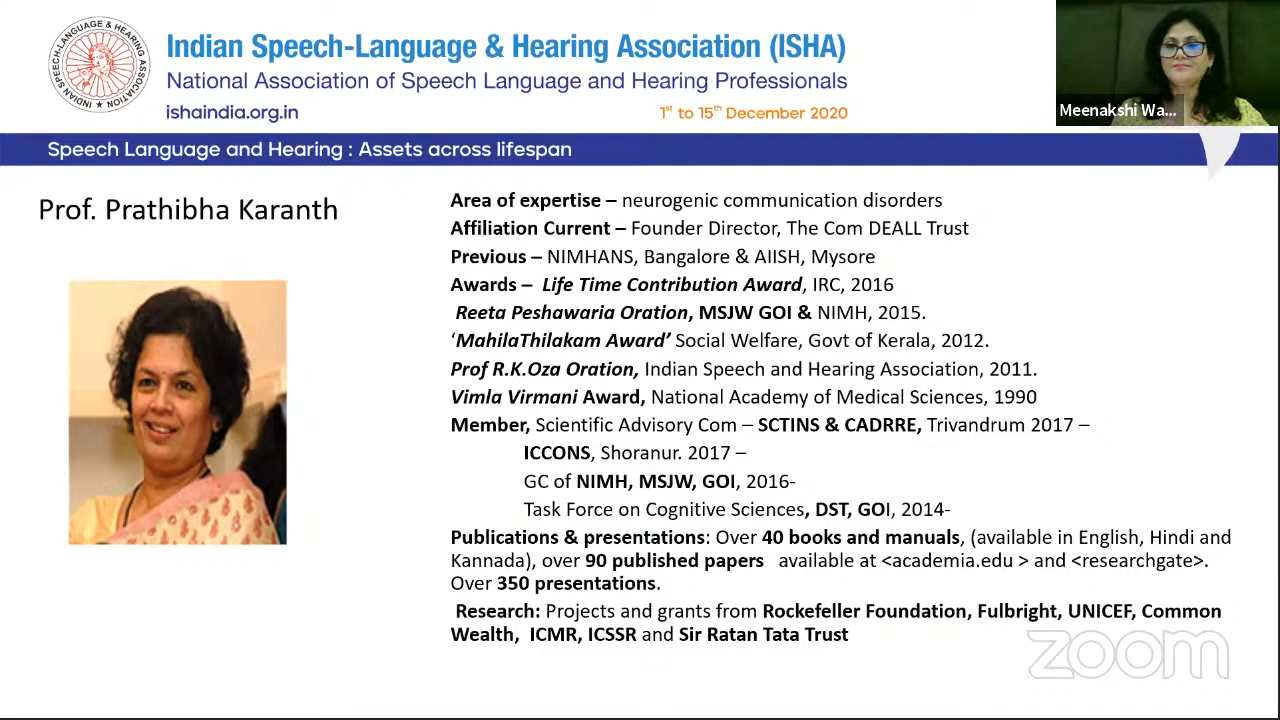 INDIAN SPEECH-LANGUAGE & HEARING ASSOCIATION
Indian Speech-Language & Hearing Association (ISHA)
National Association of Speech Language and Hearing Professionals
ishaindia.org.in
1st to 15th December 2020
Meenakshi Wa...
Speech Language and Hearing : Assets across lifespan
Prof. Prathibha Karanth
Area of expertise – neurogenic communication disorders
Affiliation Current – Founder Director, The Com DEALL Trust
Previous – NIMHANS, Bangalore & AIISH, Mysore
Awards – Life Time Contribution Award, IRC, 2016
Reeta Peshawaria Oration, MSJW GOI & NIMH, 2015.
‘MahilaThilakam Award’ Social Welfare, Govt of Kerala, 2012.
Prof R.K.Oza Oration, Indian Speech and Hearing Association, 2011.
Vimla Virmani Award, National Academy of Medical Sciences, 1990
Member, Scientific Advisory Com – SCTINS & CADRRE, Trivandrum 2017 –
ICCONS, Shoranur. 2017 –
GC of NIMH, MSJW, GOI, 2016-
Task Force on Cognitive Sciences, DST, GOI, 2014-
Publications & presentations: Over 40 books and manuals, (available in English, Hindi and
Kannada), over 90 published papers available at <academia.edu > and <researchgate>.
Over 350 presentations.
Research: Projects and grants from Rockefeller Foundation, Fulbright, UNICEF, Common
Wealth, ICMR, ICSSR and Sir Ratan Tata Trust
zoom